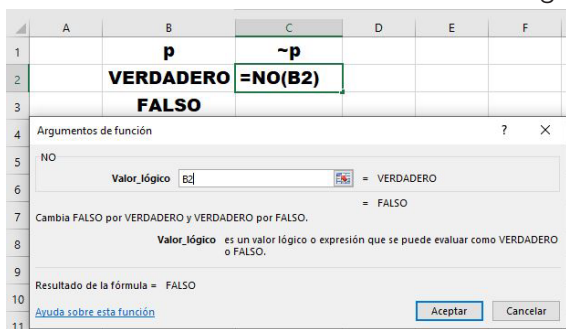 A B C D E F
1 p ~p
2 VERDADERO =NO(B2)
3 FALSO
4 Argumentos de función ? ×
5 NO
Valor_lógico B2 = VERDADERO
6
= FALSO
7 Cambia FALSO por VERDADERO y VERDADERO por FALSO.
8 Valor_lógico es un valor lógico o expresión que se puede evaluar como VERDADERO
o FALSO.
9
Resultado de la fórmula = FALSO
10
Ayuda sobre esta función Aceptar Cancelar
11